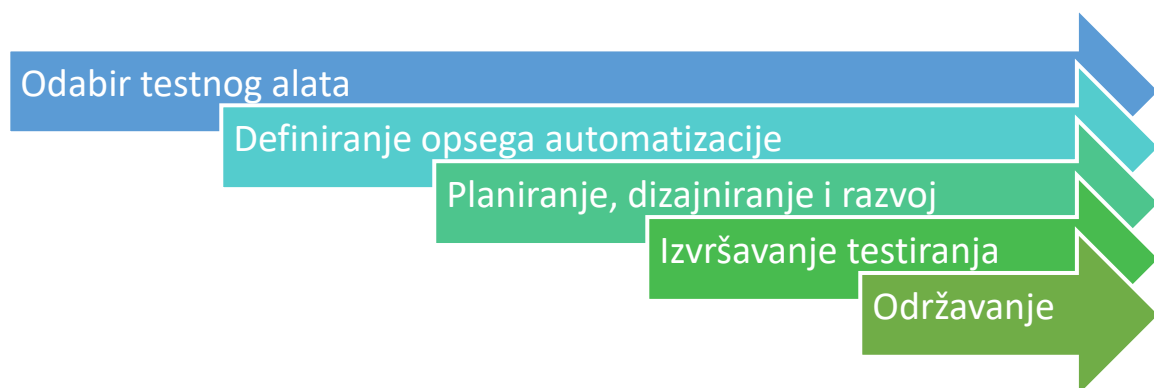 Odabir testnog alata
Definiranje opsega automatizacije
Planiranje, dizajniranje i razvoj
Izvršavanje testiranja
Održavanje